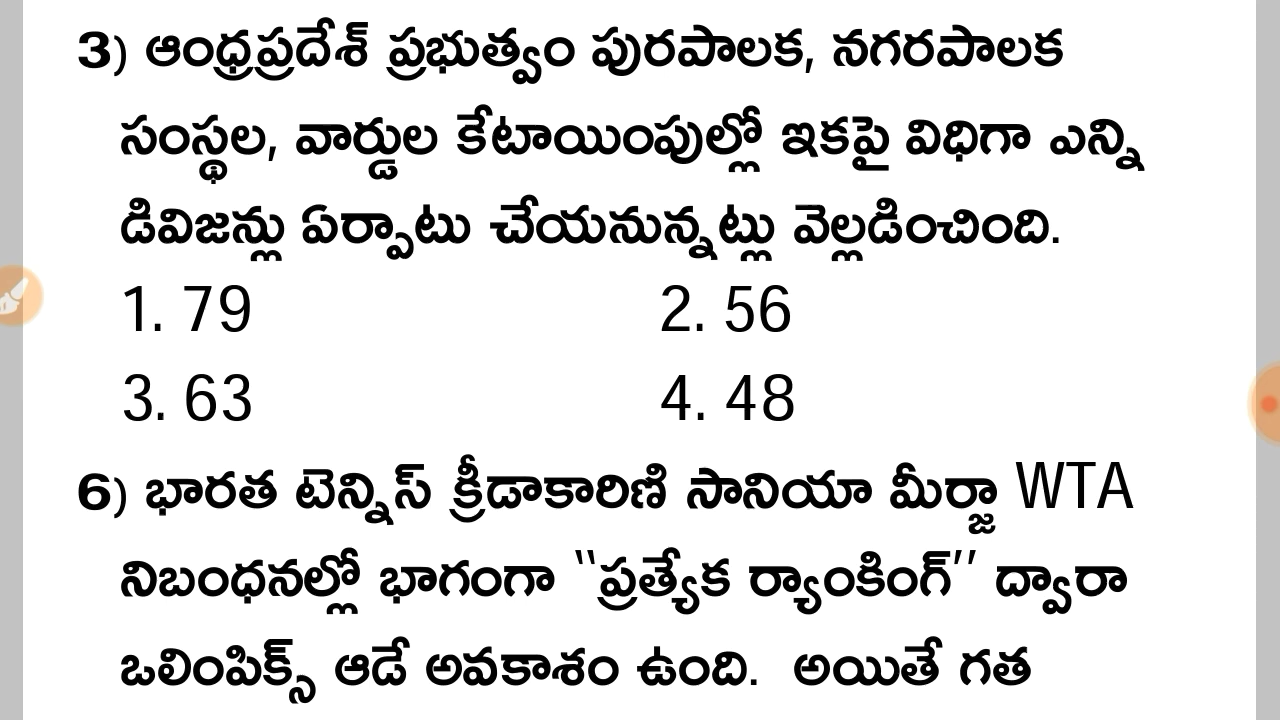 3) ఆంధ్రప్రదేశ్ ప్రభుత్వం పురపాలక, నగరపాలక
సంస్థల, వార్డుల కేటాయింపుల్లో ఇకపై విధిగా ఎన్ని
డివిజన్లు ఏర్పాటు చేయనున్నట్లు వెల్లడించింది.
1. 79 2. 56
3. 63 4. 48
6) భారత టెన్నిస్ క్రీడాకారిణి సానియా మీర్జా WTA
నిబంధనల్లో భాగంగా "ప్రత్యేక ర్యాంకింగ్" ద్వారా
ఒలింపిక్స్ ఆడే అవకాశం ఉంది. అయితే గత